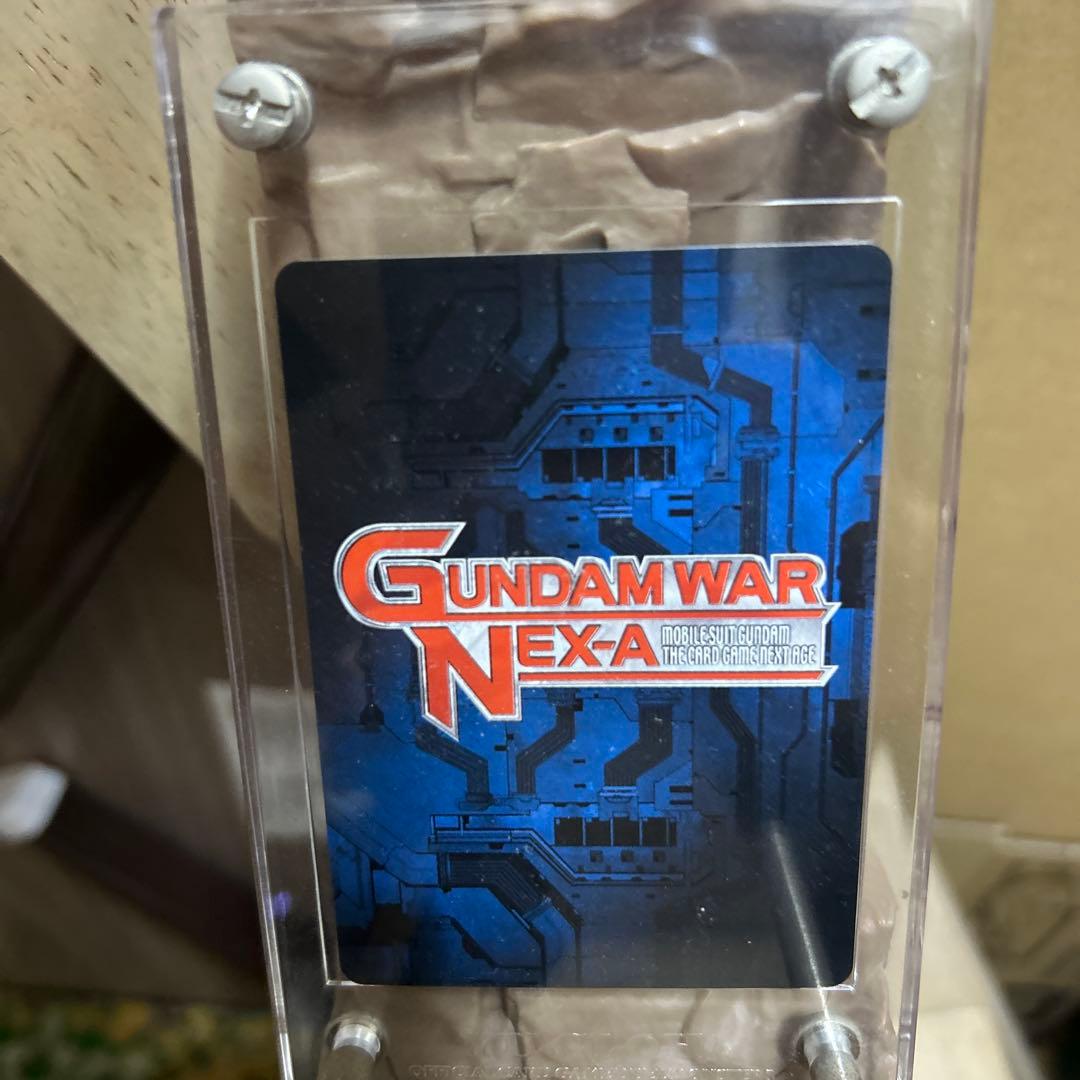 GUNDAM WAR
NEX-A
MOBILE SUIT GUNDAM
THE CARD GAME NEXT AGE